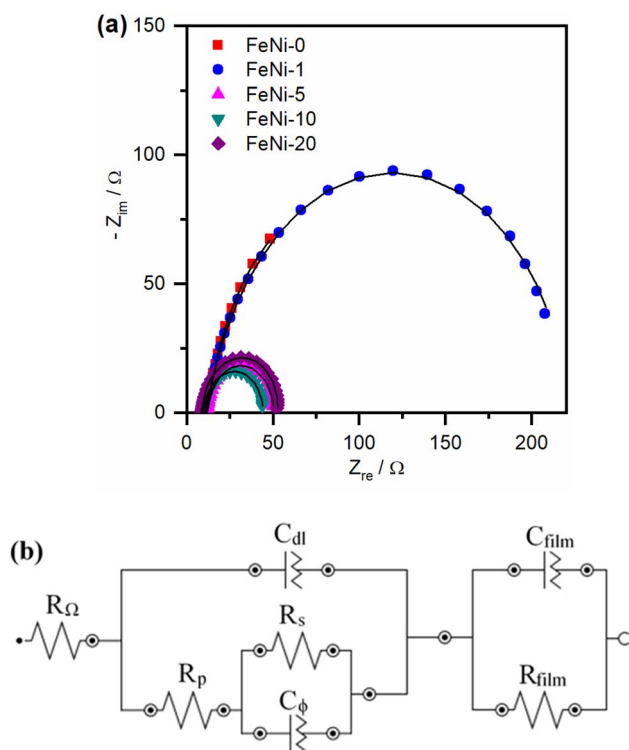 (a)
FeNi-0
FeNi-1
FeNi-5
FeNi-10
FeNi-20
- Z_im / Ω
150
100
50
0
0 50 100 150 200
Z_re / Ω
(b)
C_dl
C_film
R_Ω
R_s
R_p
C_ϕ
R_film